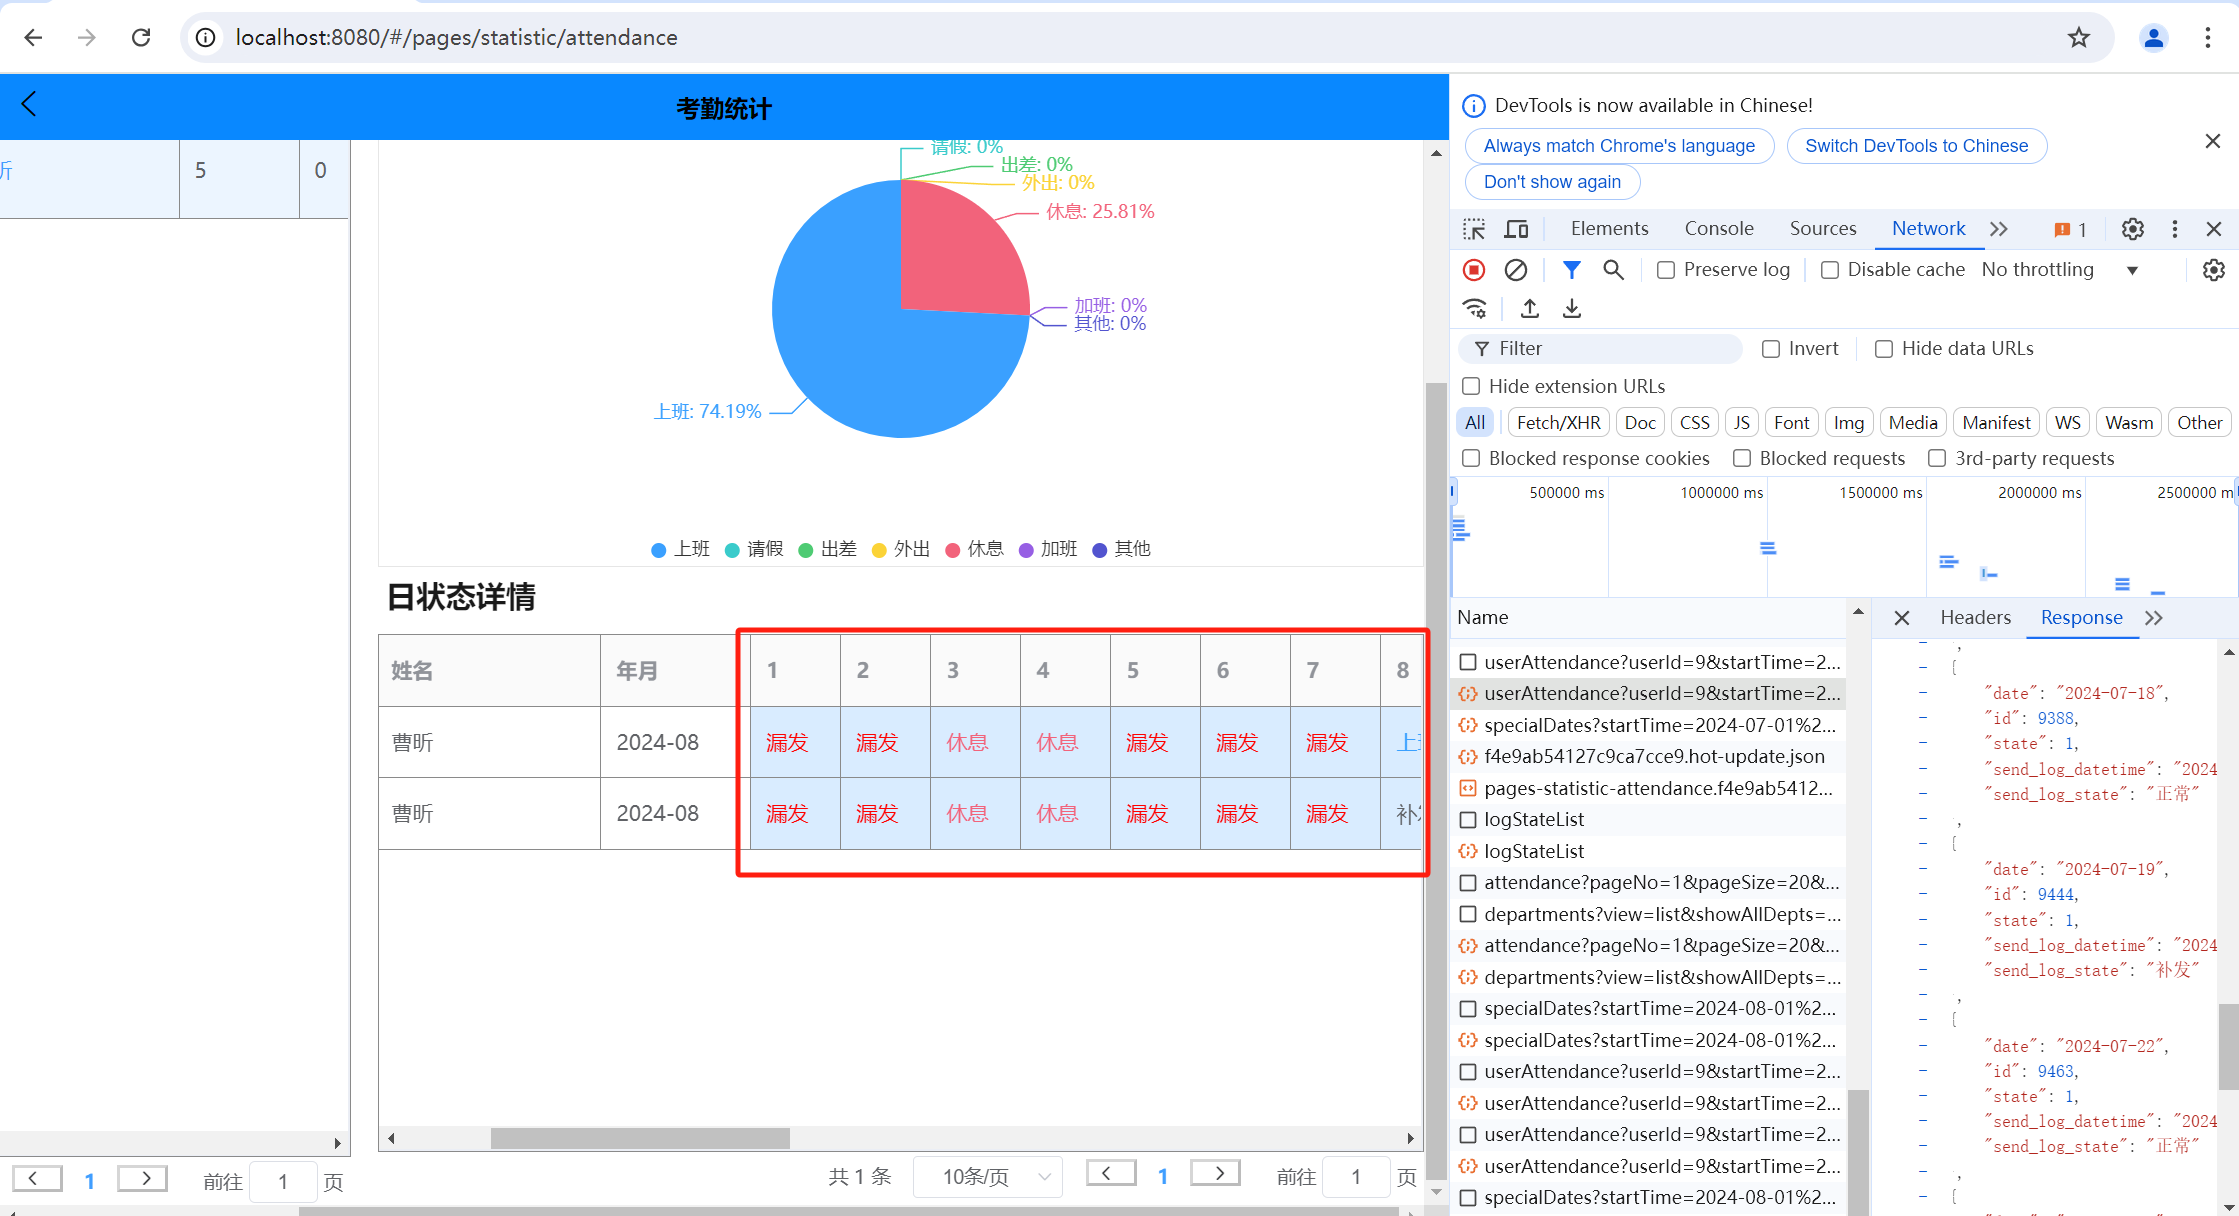 localhost:8080/#/pages/statistic/attendance
考勤统计
5
0
请假: 0%
出差: 0%
外出: 0%
休息: 25.81%
加班: 0%
其他: 0%
上班: 74.19%
上班 请假 出差 外出 休息 加班 其他
日状态详情
姓名 年月 1 2 3 4 5 6 7 8
曹昕 2024-08 漏发 漏发 休息 休息 漏发 漏发 漏发
曹昕 2024-08 漏发 漏发 休息 休息 漏发 漏发 漏发
1 前往 1 页
共 1 条 10条/页 1 前往 1 页
DevTools is now available in Chinese!
Always match Chrome's language Switch DevTools to Chinese
Don't show again
Elements Console Sources Network 1
Preserve log Disable cache No throttling
Filter Invert Hide data URLs
Hide extension URLs
All Fetch/XHR Doc CSS JS Font Img Media Manifest WS Wasm Other
Blocked response cookies Blocked requests 3rd-party requests
500000 ms 1000000 ms 1500000 ms 2000000 ms 2500000 m
Name
userAttendance?userId=9&startTime=2...
userAttendance?userId=9&startTime=2...
specialDates?startTime=2024-07-01%2...
f4e9ab54127c9ca7cce9.hot-update.json
pages-statistic-attendance.f4e9ab5412...
logStateList
logStateList
attendance?pageNo=1&pageSize=20&...
departments?view=list&showAllDepts=...
attendance?pageNo=1&pageSize=20&...
departments?view=list&showAllDepts=...
specialDates?startTime=2024-08-01%2...
specialDates?startTime=2024-08-01%2...
userAttendance?userId=9&startTime=2...
userAttendance?userId=9&startTime=2...
userAttendance?userId=9&startTime=2...
userAttendance?userId=9&startTime=2...
specialDates?startTime=2024-08-01%2...
Headers Response
- ,
- {
- "date": "2024-07-18",
- "id": 9388,
- "state": 1,
- "send_log_datetime": "2024
- "send_log_state": "正常"
- ,
- {
- "date": "2024-07-19",
- "id": 9444,
- "state": 1,
- "send_log_datetime": "2024
- "send_log_state": "补发"
- ,
- {
- "date": "2024-07-22",
- "id": 9463,
- "state": 1,
- "send_log_datetime": "2024
- "send_log_state": "正常"
- ,
- {